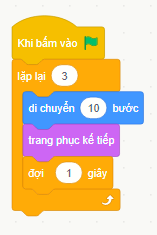 Khi bấm vào
lặp lại 3
di chuyển 10 bước
trang phục kế tiếp
đợi 1 giây